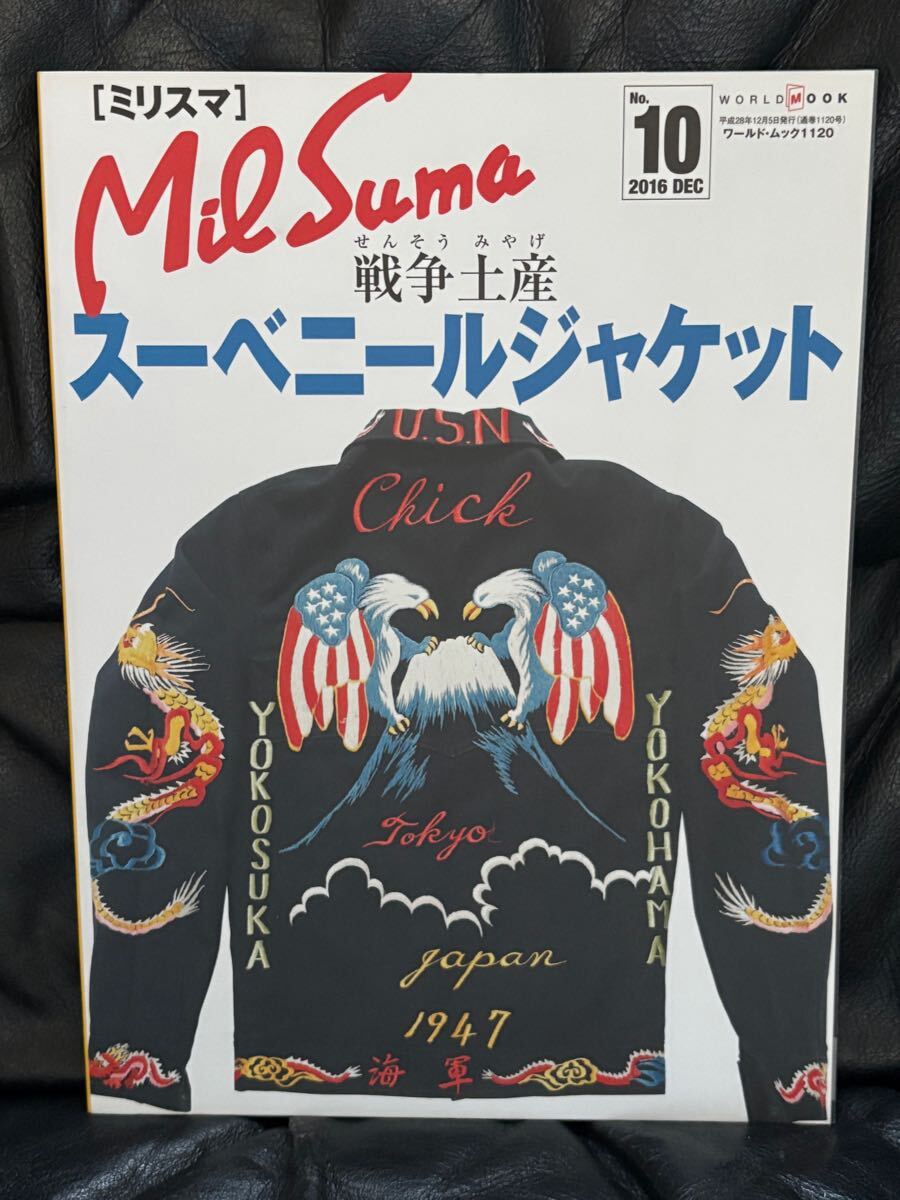 [ミリスマ]
Mil Suma
No.
10
2016 DEC
WORLD MOOK
平成28年12月5日発行(通巻1120号)
ワールド・ムック1120
せんそう みやげ
戦争土産
スーベニールジャケット
U.S.N
Chick
YOKOSUKA
YOKOHAMA
Tokyo
Japan
1947
海軍